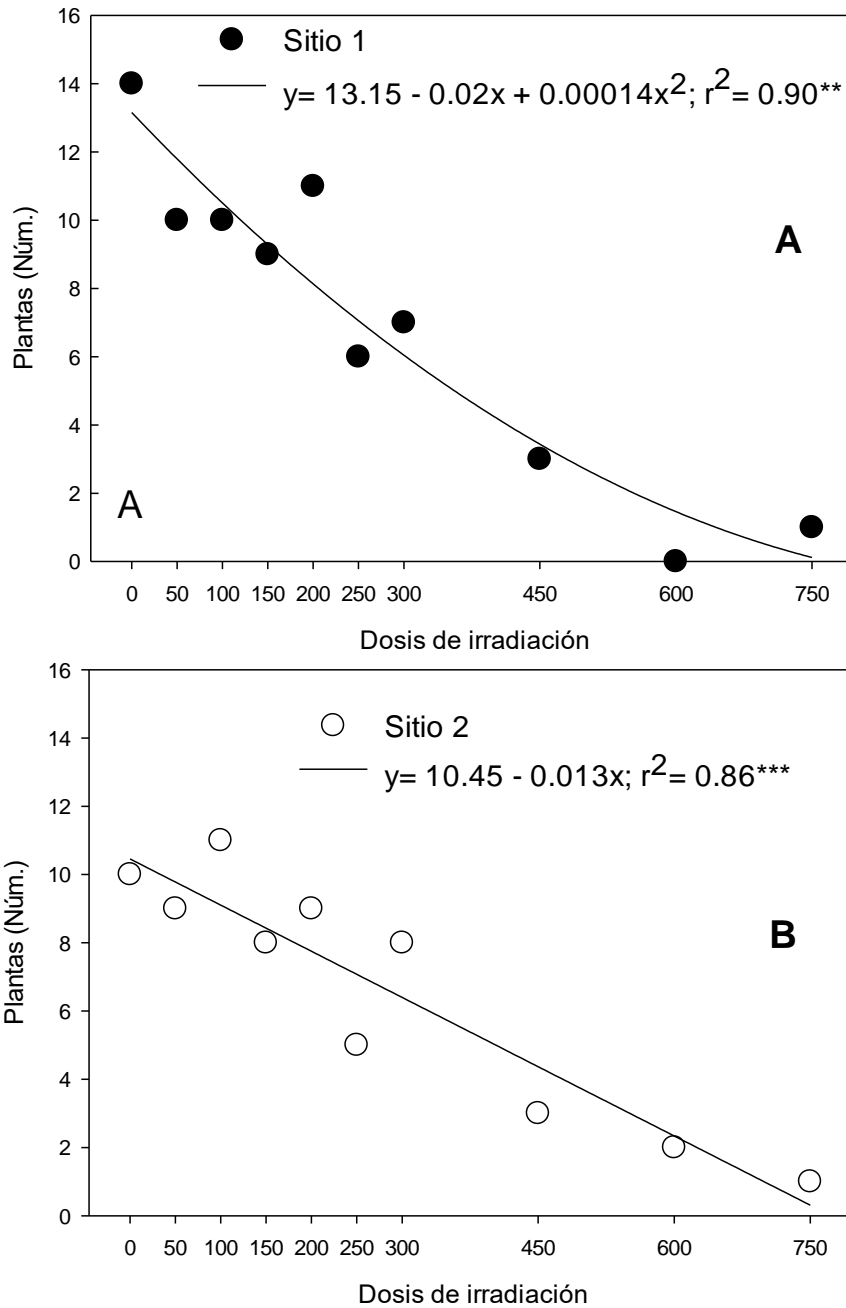 16
Sitio 1
14
y= 13.15 - 0.02x + 0.00014x²; r²= 0.90**
12
10
A
8
6
4
2
A
0
Plantas (Núm.)
0 50 100 150 200 250 300 450 600 750
Dosis de irradiación
16
14
Sitio 2
y= 10.45 - 0.013x; r²= 0.86***
12
10
B
8
6
4
2
0
Plantas (Núm.)
0 50 100 150 200 250 300 450 600 750
Dosis de irradiación